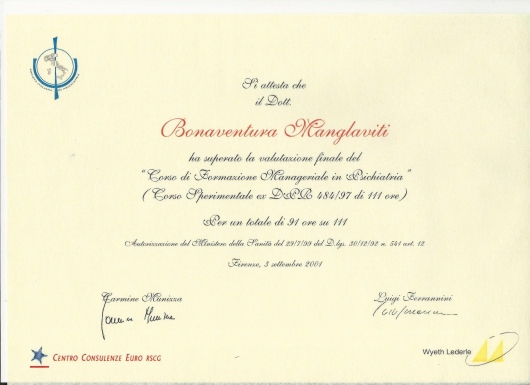 Si attesta che
il Dott.
Bonaventura Manglaviti
ha superato la valutazione finale del
"Corso di Formazione Manageriale in Psichiatria"
(Corso Sperimentale ex DPR 484/97 di 111 ore)
Per un totale di 91 ore su 111
Autorizzazione del Ministero della Sanità del 29/7/99 del D.lgs. 30/12/92 n. 541 art. 12
Firenze, 3 settembre 2001
Carmine Munizza
Luigi Ferrannini
CENTRO CONSULENZE EURO RSCG
Wyeth Lederle